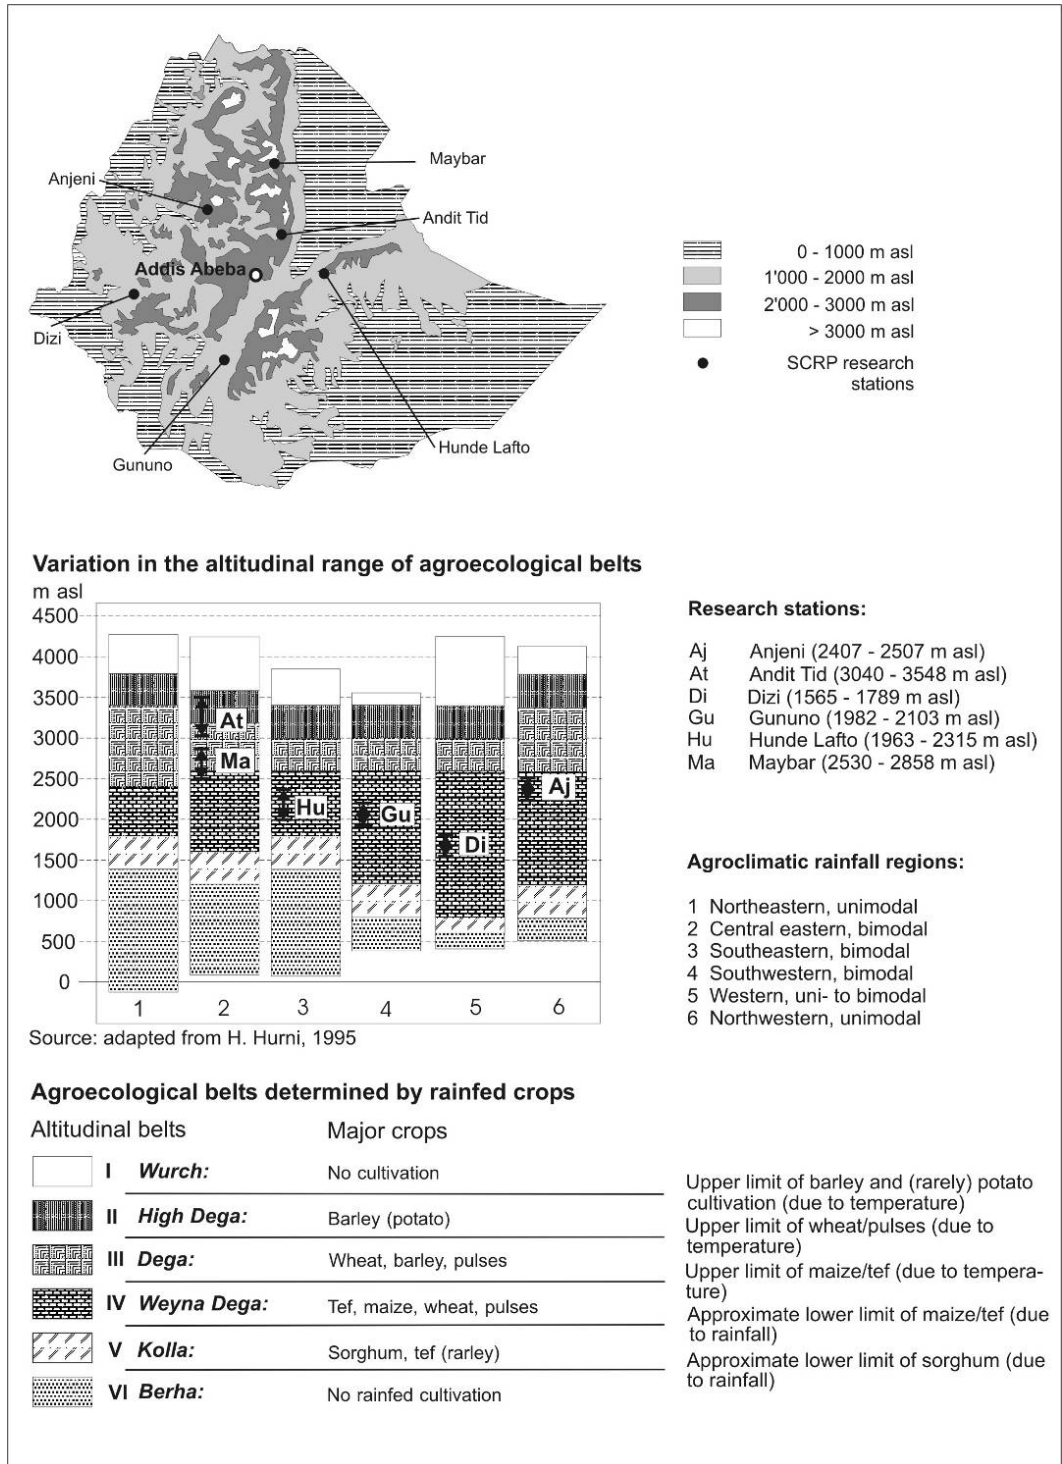 Maybar
Anjeni
Andit Tid
Addis Abeba
Dizi
Gununo
Hunde Lafto
0 - 1000 m asl
1'000 - 2000 m asl
2'000 - 3000 m asl
> 3000 m asl
SCRP research
stations
Variation in the altitudinal range of agroecological belts
m asl
4500
4000
3500
3000
2500
2000
1500
1000
500
0
At
Ma
Hu
Gu
Di
Aj
1 2 3 4 5 6
Source: adapted from H. Hurni, 1995
Research stations:
Aj Anjeni (2407 - 2507 m asl)
At Andit Tid (3040 - 3548 m asl)
Di Dizi (1565 - 1789 m asl)
Gu Gununo (1982 - 2103 m asl)
Hu Hunde Lafto (1963 - 2315 m asl)
Ma Maybar (2530 - 2858 m asl)
Agroclimatic rainfall regions:
1 Northeastern, unimodal
2 Central eastern, bimodal
3 Southeastern, bimodal
4 Southwestern, bimodal
5 Western, uni- to bimodal
6 Northwestern, unimodal
Agroecological belts determined by rainfed crops
Altitudinal belts Major crops
I Wurch: No cultivation
II High Dega: Barley (potato)
III Dega: Wheat, barley, pulses
IV Weyna Dega: Tef, maize, wheat, pulses
V Kolla: Sorghum, tef (rarley)
VI Berha: No rainfed cultivation
Upper limit of barley and (rarely) potato
cultivation (due to temperature)
Upper limit of wheat/pulses (due to
temperature)
Upper limit of maize/tef (due to tempera-
ture)
Approximate lower limit of maize/tef (due
to rainfall)
Approximate lower limit of sorghum (due
to rainfall)